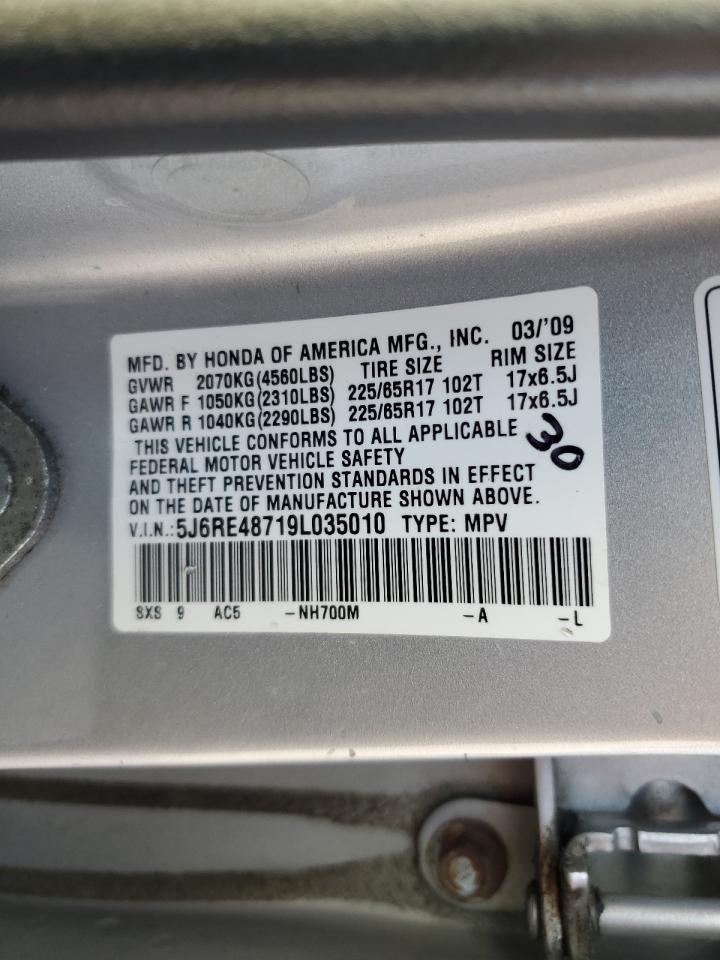 MFD. BY HONDA OF AMERICA MFG., INC. 03/'09
GVWR 2070KG(4560LBS) TIRE SIZE RIM SIZE
GAWR F 1050KG(2310LBS) 225/65R17 102T 17x6.5J
GAWR R 1040KG(2290LBS) 225/65R17 102T 17x6.5J
THIS VEHICLE CONFORMS TO ALL APPLICABLE
FEDERAL MOTOR VEHICLE SAFETY
AND THEFT PREVENTION STANDARDS IN EFFECT
ON THE DATE OF MANUFACTURE SHOWN ABOVE.
30
V.I.N.:5J6RE48719L035010 TYPE: MPV
SXS 9 AC5 -NH700M -A -L